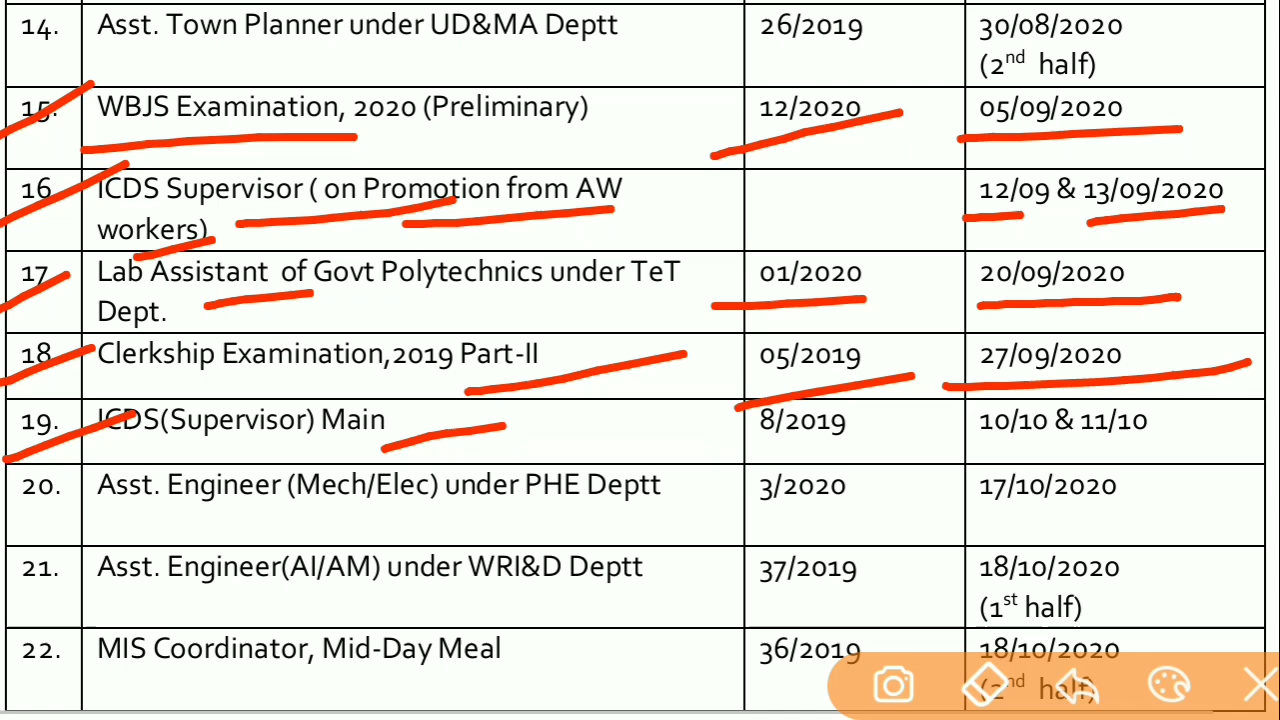 14. Asst. Town Planner under UD&MA Deptt 26/2019 30/08/2020
(2nd half)
15. WBJS Examination, 2020 (Preliminary) 12/2020 05/09/2020
16 ICDS Supervisor ( on Promotion from AW 12/09 & 13/09/2020
workers)
17. Lab Assistant of Govt Polytechnics under TeT 01/2020 20/09/2020
Dept.
18. Clerkship Examination,2019 Part-II 05/2019 27/09/2020
19. ICDS(Supervisor) Main 8/2019 10/10 & 11/10
20. Asst. Engineer (Mech/Elec) under PHE Deptt 3/2020 17/10/2020
21. Asst. Engineer(AI/AM) under WRI&D Deptt 37/2019 18/10/2020
(1st half)
22. MIS Coordinator, Mid-Day Meal 36/2019 18/10/2020
(2nd half)